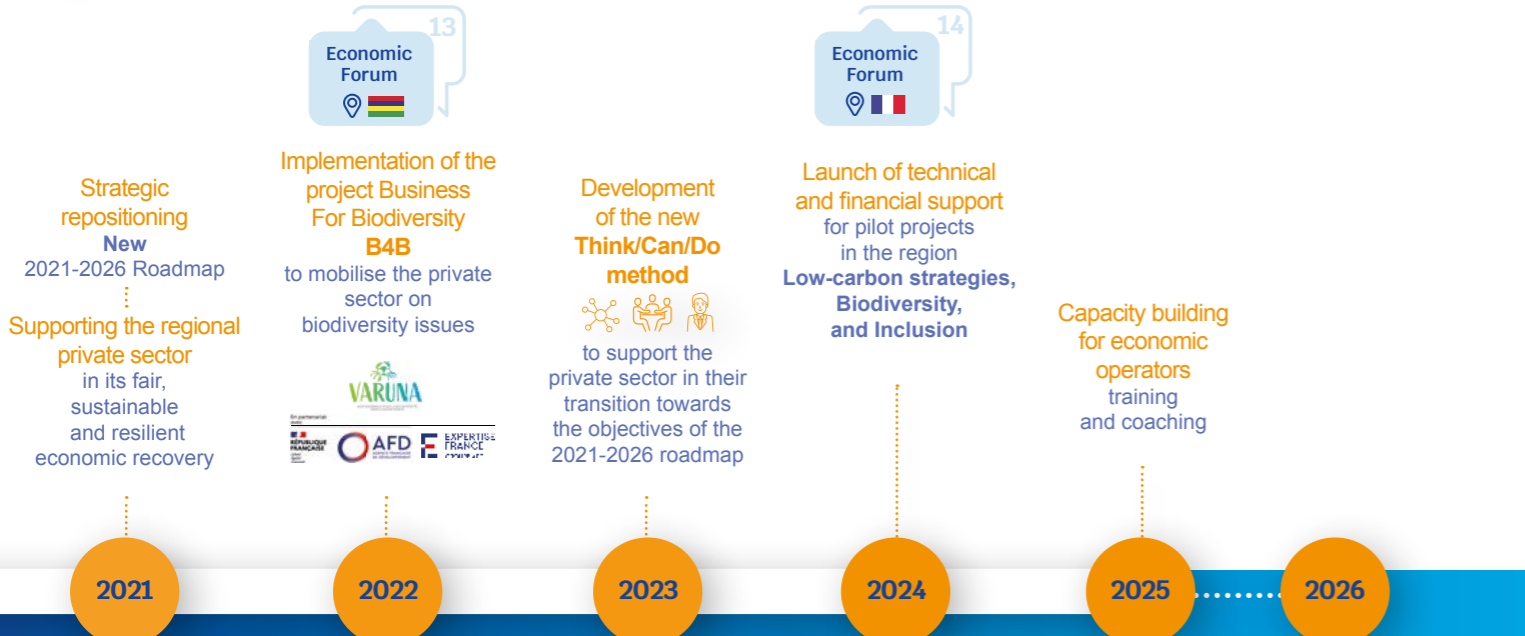 13
Economic
Forum
14
Economic
Forum
Strategic
repositioning
New
2021-2026 Roadmap
Supporting the regional
private sector
in its fair,
sustainable
and resilient
economic recovery
Implementation of the
project Business
For Biodiversity
B4B
to mobilise the private
sector on
biodiversity issues
VARUNA
En partenariat
avec
RÉPUBLIQUE
FRANÇAISE
AFD
EXPERTISE
FRANCE
Development
of the new
Think/Can/Do
method
to support the
private sector in their
transition towards
the objectives of the
2021-2026 roadmap
Launch of technical
and financial support
for pilot projects
in the region
Low-carbon strategies,
Biodiversity,
and Inclusion
Capacity building
for economic
operators
training
and coaching
2021
2022
2023
2024
2025
2026